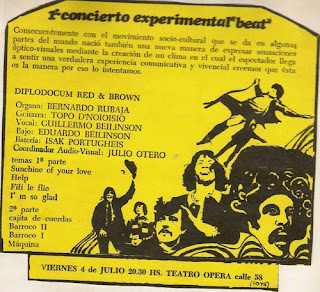 1er concierto experimental "beat"
Consecuentemente con el movimiento socio-cultural que se da en algunas
partes del mundo nació también una nueva manera de expresar sensaciones
óptico-visuales mediante la creación de un clima en el cual el espectador llega
a sentir una verdadera experiencia comunicativa y vivencial creemos que ésta
es la manera por eso lo intentamos.
DIPLODOCUM RED & BROWN
Organo: BERNARDO RUBAJA
Guitarra: TOPO D'NOIOISIO
Vocal: GUILLERMO BEILINSON
Bajo: EDUARDO BEILINSON
Batería: ISAK PORTUGHEIS
Coordinador Audio-Visual: JULIO OTERO
temas 1ª parte
Sunchine of your love
Help
Fifí le flie
I'm so glad
2ª parte
cajita de cuerdas
Barroco II
Barroco I
Máquina
VIERNES 4 de JULIO 20.30 HS. TEATRO OPERA calle 58